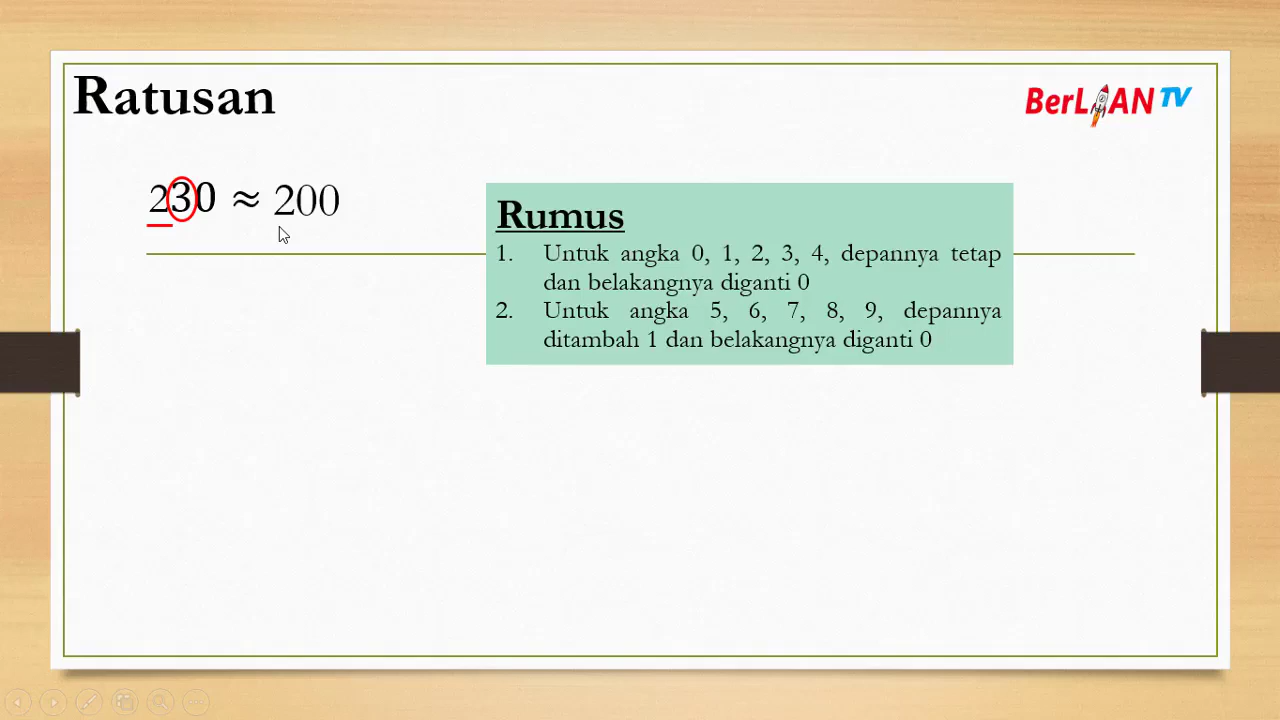 Ratusan
BerLIAN TV
230 ≈ 200
Rumus
1. Untuk angka 0, 1, 2, 3, 4, depannya tetap
dan belakangnya diganti 0
2. Untuk angka 5, 6, 7, 8, 9, depannya
ditambah 1 dan belakangnya diganti 0